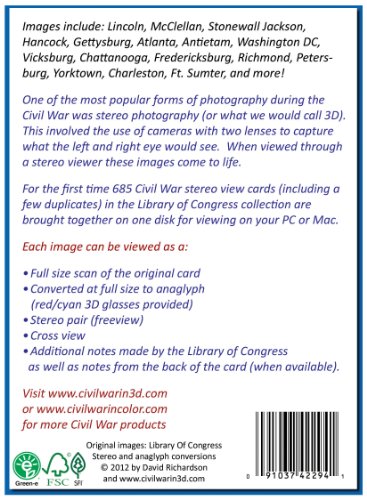 Images include: Lincoln, McClellan, Stonewall Jackson,
Hancock, Gettysburg, Atlanta, Antietam, Washington DC,
Vicksburg, Chattanooga, Fredericksburg, Richmond, Peters-
burg, Yorktown, Charleston, Ft. Sumter, and more!
One of the most popular forms of photography during the
Civil War was stereo photography (or what we would call 3D).
This involved the use of cameras with two lenses to capture
what the left and right eye would see. When viewed through
a stereo viewer these images come to life.
For the first time 685 Civil War stereo view cards (including a
few duplicates) in the Library of Congress collection are
brought together on one disk for viewing on your PC or Mac.
Each image can be viewed as a:
• Full size scan of the original card
• Converted at full size to anaglyph
(red/cyan 3D glasses provided)
• Stereo pair (freeview)
• Cross view
• Additional notes made by the Library of Congress
as well as notes from the back of the card (when available).
Visit www.civilwarin3d.com
or www.civilwarincolor.com
for more Civil War products
Original images: Library Of Congress
Stereo and anaglyph conversions
© 2012 by David Richardson
and www.civilwarin3d.com
Green-e FSC SFI
0 91037 42294 1